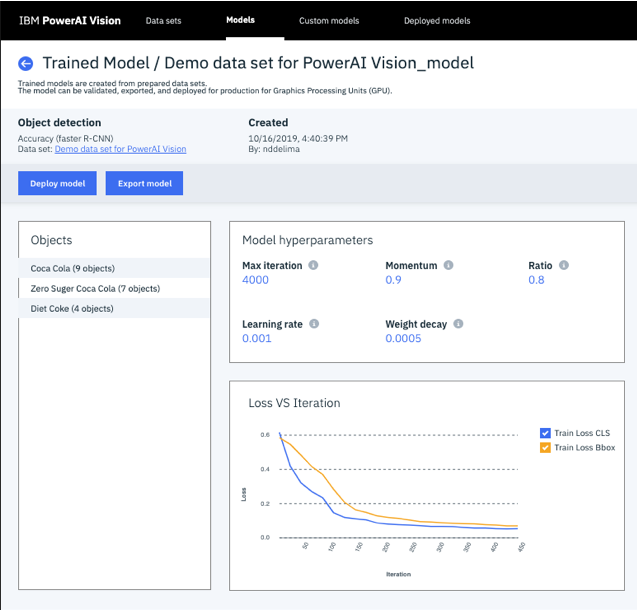 IBM PowerAI Vision
Data sets
Models
Custom models
Deployed models
Trained Model / Demo data set for PowerAI Vision_model
Trained models are created from prepared data sets.
The model can be validated, exported, and deployed for production for Graphics Processing Units (GPU).
Object detection
Accuracy (faster R-CNN)
Data set: Demo data set for PowerAI Vision
Created
10/16/2019, 4:40:39 PM
By: nddelima
Deploy model
Export model
Objects
Coca Cola (9 objects)
Zero Suger Coca Cola (7 objects)
Diet Coke (4 objects)
Model hyperparameters
Max iteration
4000
Momentum
0.9
Ratio
0.8
Learning rate
0.001
Weight decay
0.0005
Loss VS Iteration
Train Loss CLS
Train Loss Bbox
Loss
0.6
0.4
0.2
0.0
50
100
150
200
250
300
350
400
450
Iteration